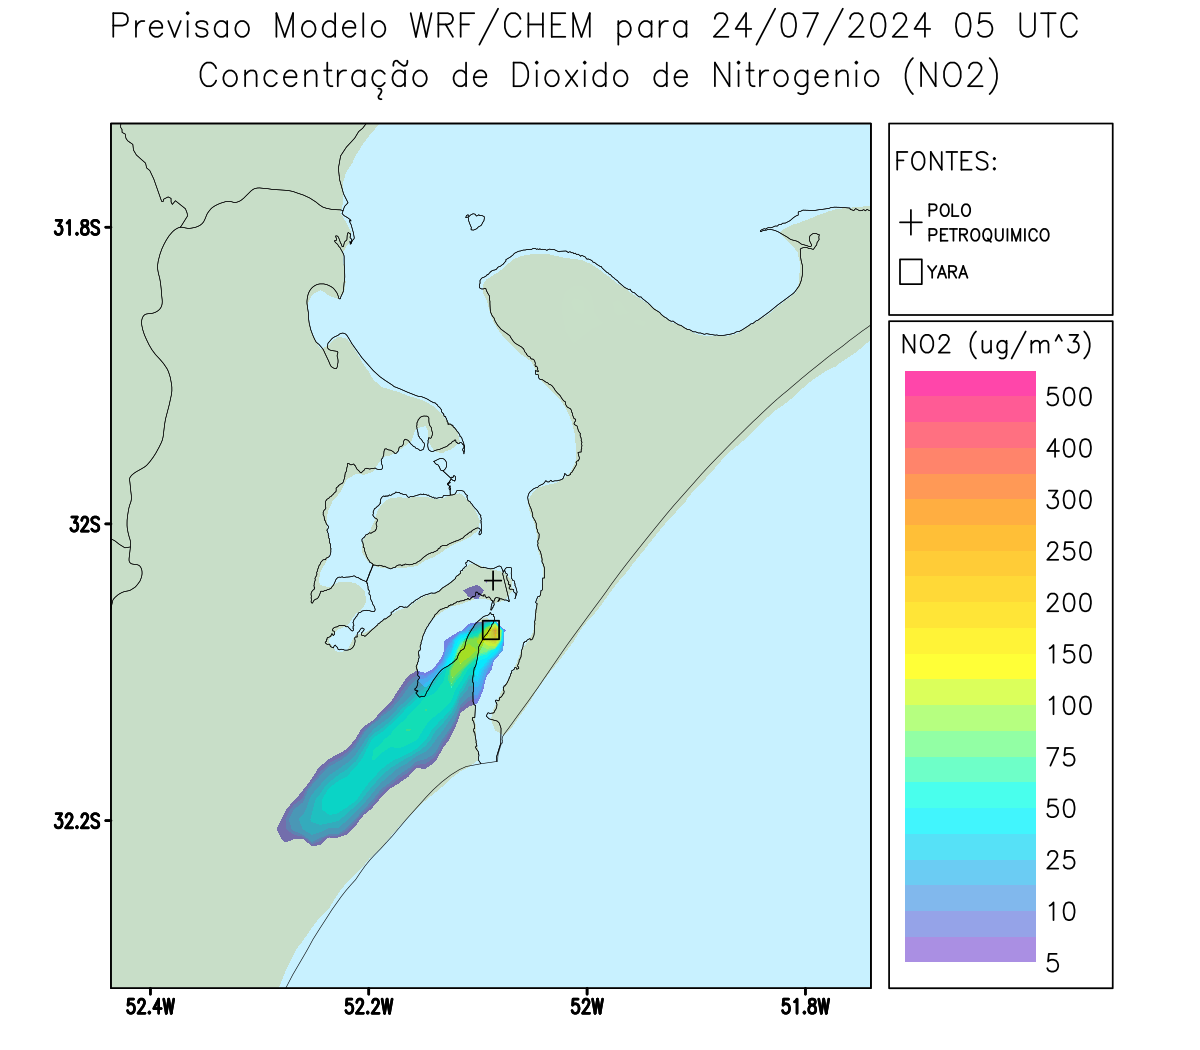 Previsao Modelo WRF/CHEM para 24/07/2024 05 UTC
Concentração de Dioxido de Nitrogenio (NO2)
FONTES:
POLO
PETROQUIMICO
YARA
NO2 (ug/m^3)
500
400
300
250
200
150
100
75
50
25
10
5
31.8S
32S
32.2S
52.4W
52.2W
52W
51.8W